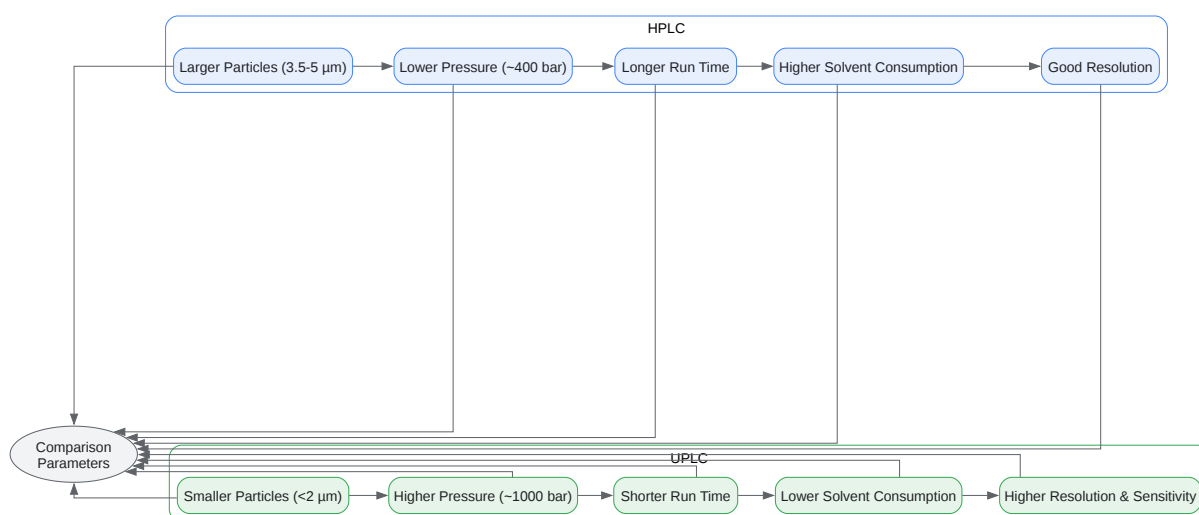 HPLC
Larger Particles (3.5-5 µm)
Lower Pressure (~400 bar)
Longer Run Time
Higher Solvent Consumption
Good Resolution
Comparison
Parameters
UPLC
Smaller Particles (<2 µm)
Higher Pressure (~1000 bar)
Shorter Run Time
Lower Solvent Consumption
Higher Resolution & Sensitivity